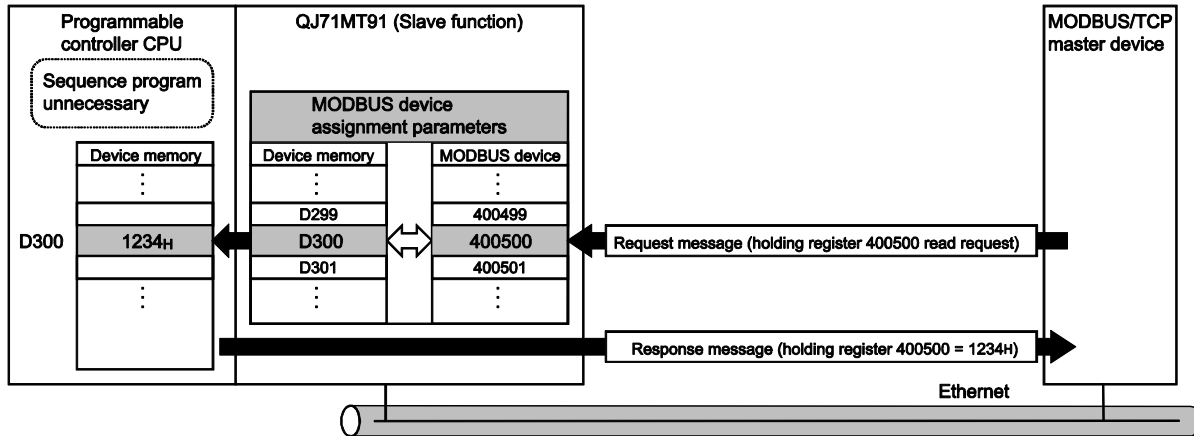 Programmable
controller CPU
Sequence program
unnecessary
Device memory
D300
1234H
QJ71MT91 (Slave function)
MODBUS device
assignment parameters
Device memory
MODBUS device
D299
400499
D300
400500
D301
400501
Request message (holding register 400500 read request)
Response message (holding register 400500 = 1234H)
MODBUS/TCP
master device
Ethernet